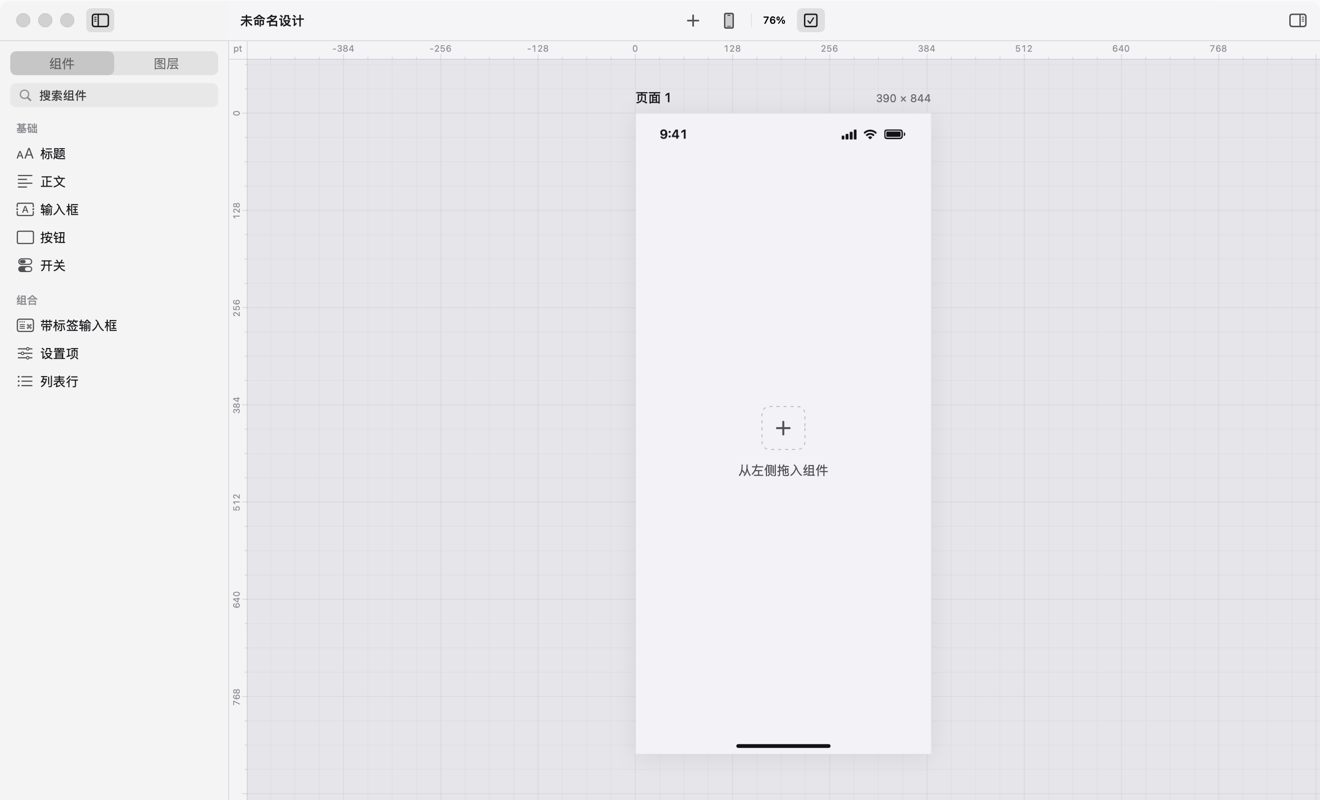 未命名设计
76%
组件 图层
搜索组件
基础
AA 标题
正文
A 输入框
按钮
开关
组合
带标签输入框
设置项
列表行
pt -384 -256 -128 0 128 256 384 512 640 768
0
128
256
384
512
640
768
页面 1 390 × 844
9:41
从左侧拖入组件